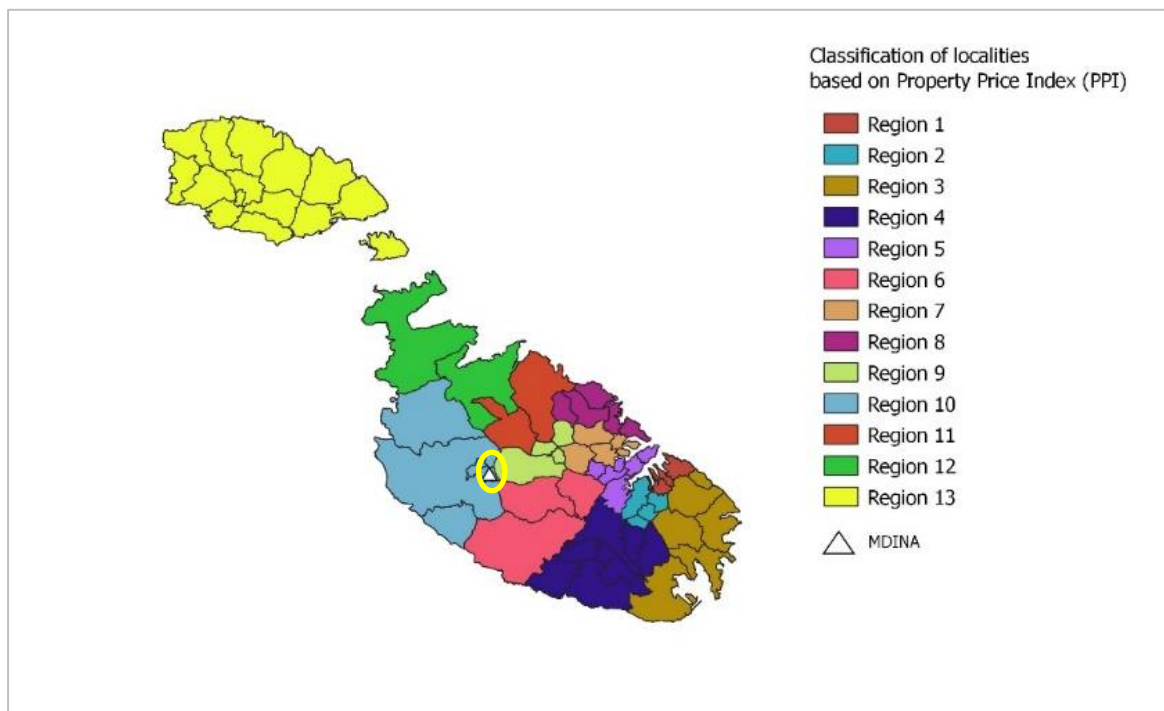 Classification of localities
based on Property Price Index (PPI)
Region 1
Region 2
Region 3
Region 4
Region 5
Region 6
Region 7
Region 8
Region 9
Region 10
Region 11
Region 12
Region 13
MDINA